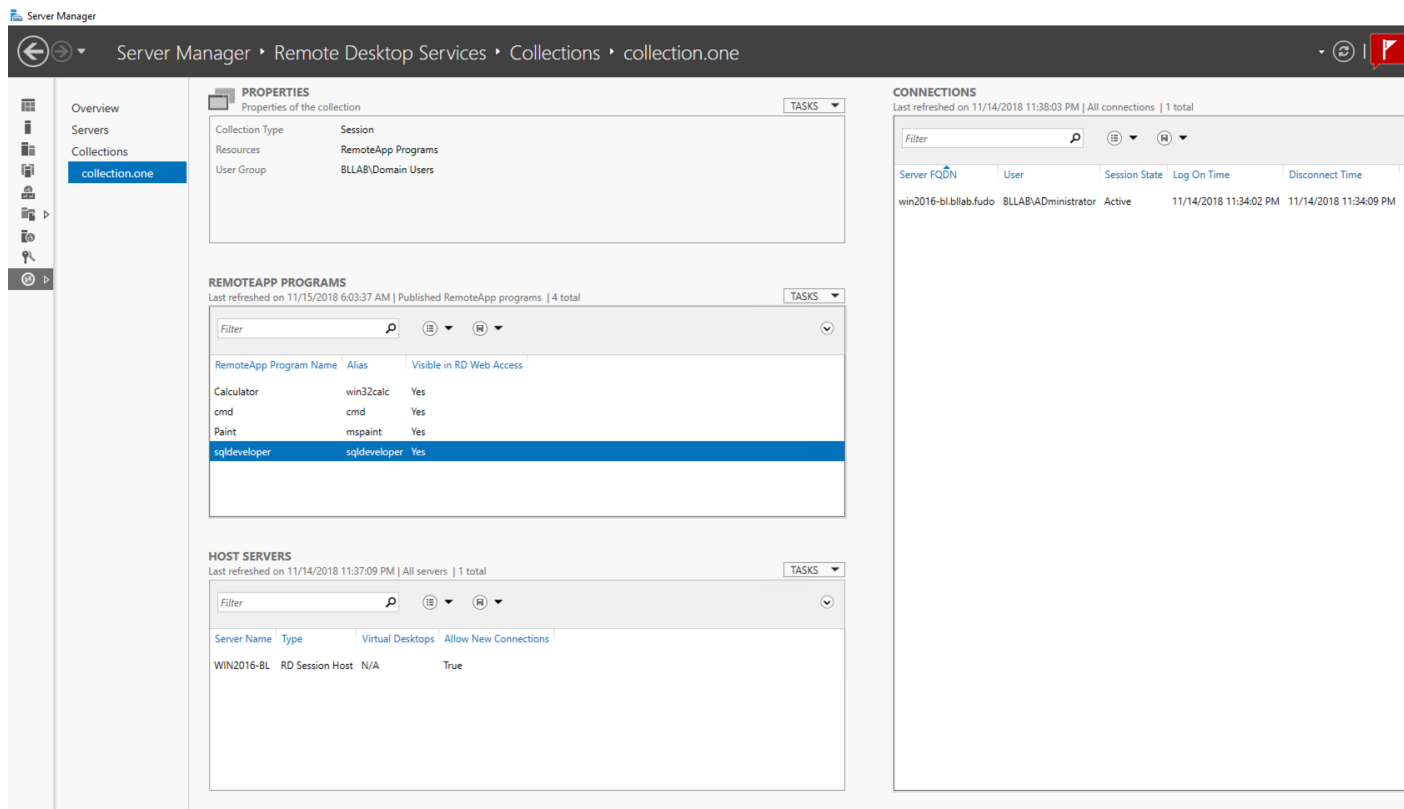 Server Manager
Server Manager ‣ Remote Desktop Services ‣ Collections ‣ collection.one
Overview
Servers
Collections
collection.one
PROPERTIES
Properties of the collection
TASKS
Collection Type Session
Resources RemoteApp Programs
User Group BLLAB\Domain Users
REMOTEAPP PROGRAMS
Last refreshed on 11/15/2018 6:03:37 AM | Published RemoteApp programs | 4 total
TASKS
Filter
RemoteApp Program Name Alias Visible in RD Web Access
Calculator win32calc Yes
cmd cmd Yes
Paint mspaint Yes
sqldeveloper sqldeveloper Yes
HOST SERVERS
Last refreshed on 11/14/2018 11:37:09 PM | All servers | 1 total
TASKS
Filter
Server Name Type Virtual Desktops Allow New Connections
WIN2016-BL RD Session Host N/A True
CONNECTIONS
Last refreshed on 11/14/2018 11:38:03 PM | All connections | 1 total
Filter
Server FQDN User Session State Log On Time Disconnect Time
win2016-bl.bllab.fudo BLLAB\ADministrator Active 11/14/2018 11:34:02 PM 11/14/2018 11:34:09 PM